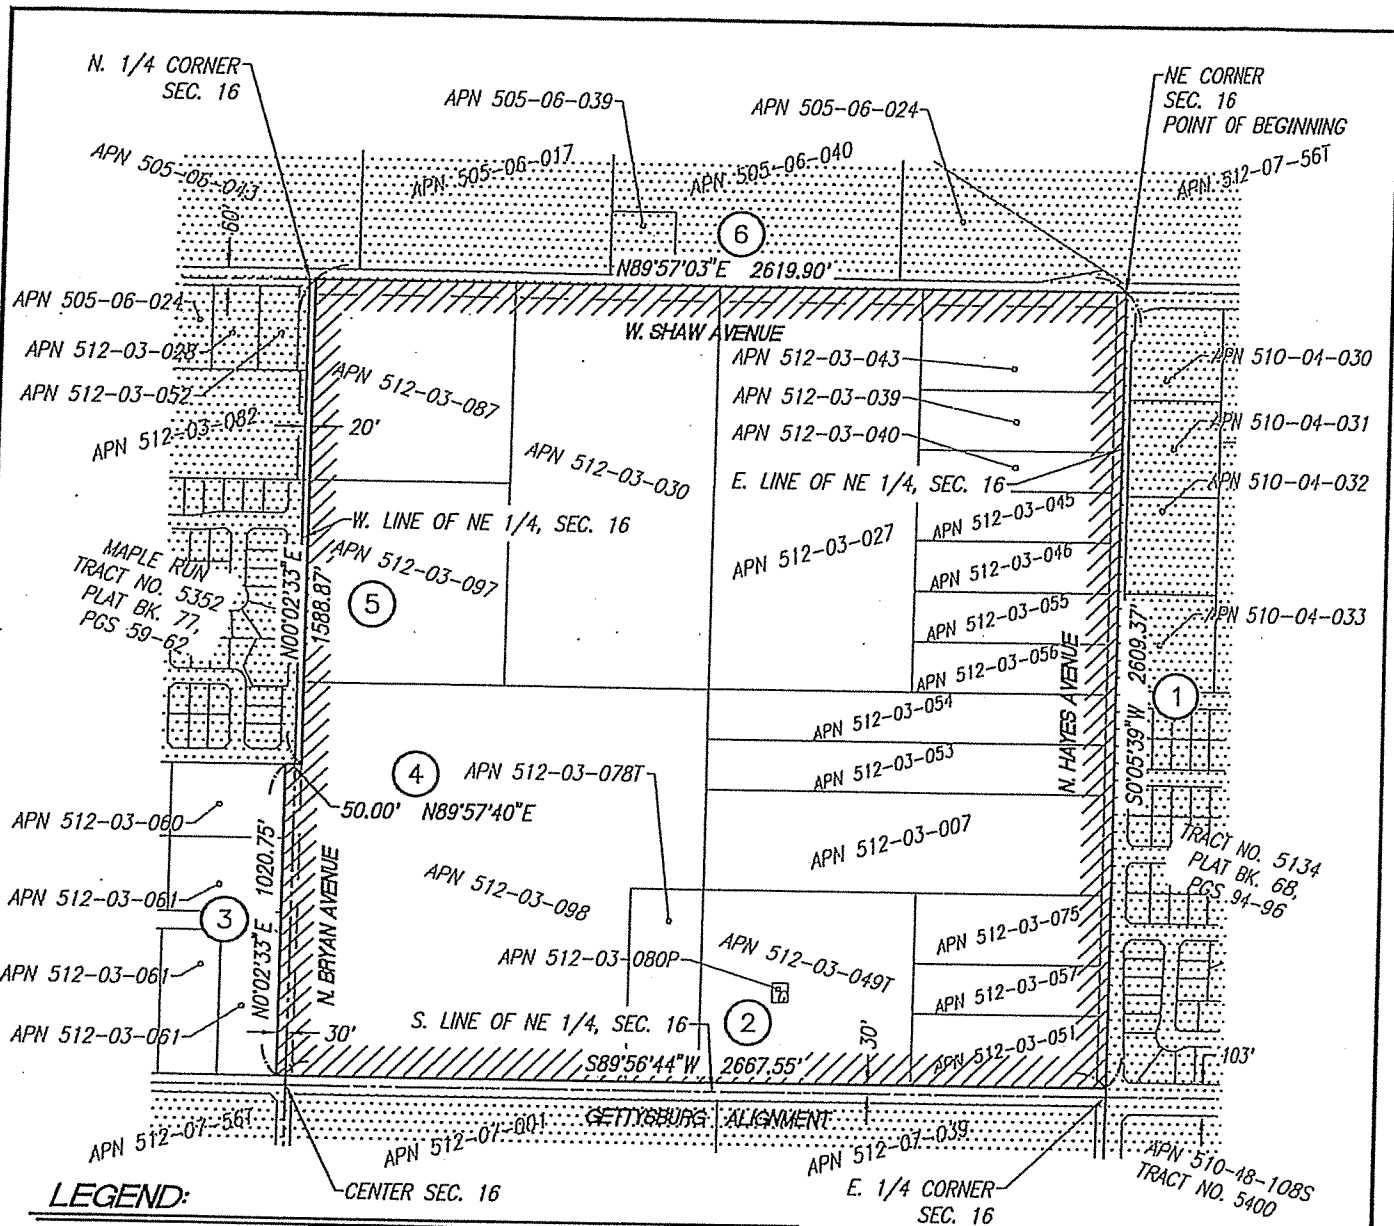 N. 1/4 CORNER
SEC. 16
APN 505-06-039
APN 505-06-024
NE CORNER
SEC. 16
POINT OF BEGINNING
APN 505-06-043
APN 505-06-017
APN 505-06-040
APN 512-07-56T
60'
6
N89°57'03"E 2619.90'
APN 505-06-024
APN 512-03-028
APN 512-03-052
APN 512-03-082
W. SHAW AVENUE
APN 512-03-043
APN 512-03-039
APN 512-03-040
E. LINE OF NE 1/4, SEC. 16
APN 510-04-030
APN 510-04-031
APN 510-04-032
APN 510-04-033
APN 512-03-087
20'
APN 512-03-030
W. LINE OF NE 1/4, SEC. 16
APN 512-03-097
APN 512-03-027
APN 512-03-045
APN 512-03-046
APN 512-03-055
APN 512-03-056
MAPLE RUN
TRACT NO. 5352
PLAT BK. 77,
PGS 59-62
N00°02'33"E
1588.87'
5
N. HAYES AVENUE
S0°05'39"W 2609.37'
1
APN 512-03-054
APN 512-03-053
4
APN 512-03-078T
50.00' N89°57'40"E
APN 512-03-007
APN 512-03-060
APN 512-03-061
3
APN 512-03-061
APN 512-03-061
N0°02'33"E 1020.75'
N. BRYAN AVENUE
APN 512-03-098
TRACT NO. 5134
PLAT BK. 68,
PGS 94-96
APN 512-03-080P
APN 512-03-049T
APN 512-03-075
APN 512-03-057
APN 512-03-051
30'
S. LINE OF NE 1/4, SEC. 16
2
30'
103'
S89°56'44"W 2667.55'
GETTYSBURG ALIGNMENT
APN 512-07-56T
APN 512-07-001
APN 512-07-039
APN 510-48-108S
TRACT NO. 5400
CENTER SEC. 16
E. 1/4 CORNER
SEC. 16
LEGEND: